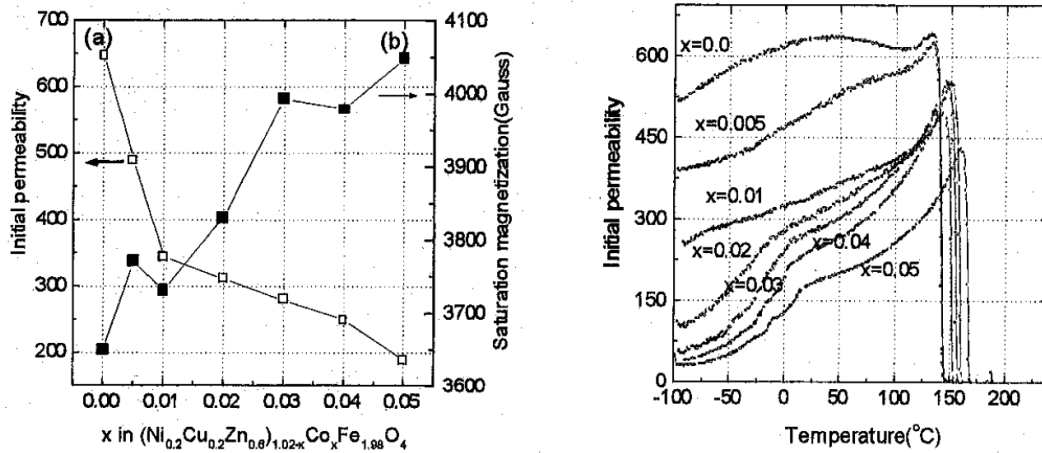 (a)
(b)
700
600
500
400
300
200
Initial permeability
4100
4000
3900
3800
3700
3600
Saturation magnetization(Gauss)
0.00 0.01 0.02 0.03 0.04 0.05
x in (Ni0.2Cu0.2Zn0.6)1.02-xCoxFe1.98O4
600
450
300
150
0
Initial permeability
x=0.0
x=0.005
x=0.01
x=0.02
x=0.03
x=0.04
x=0.05
-100 -50 0 50 100 150 200
Temperature(°C)